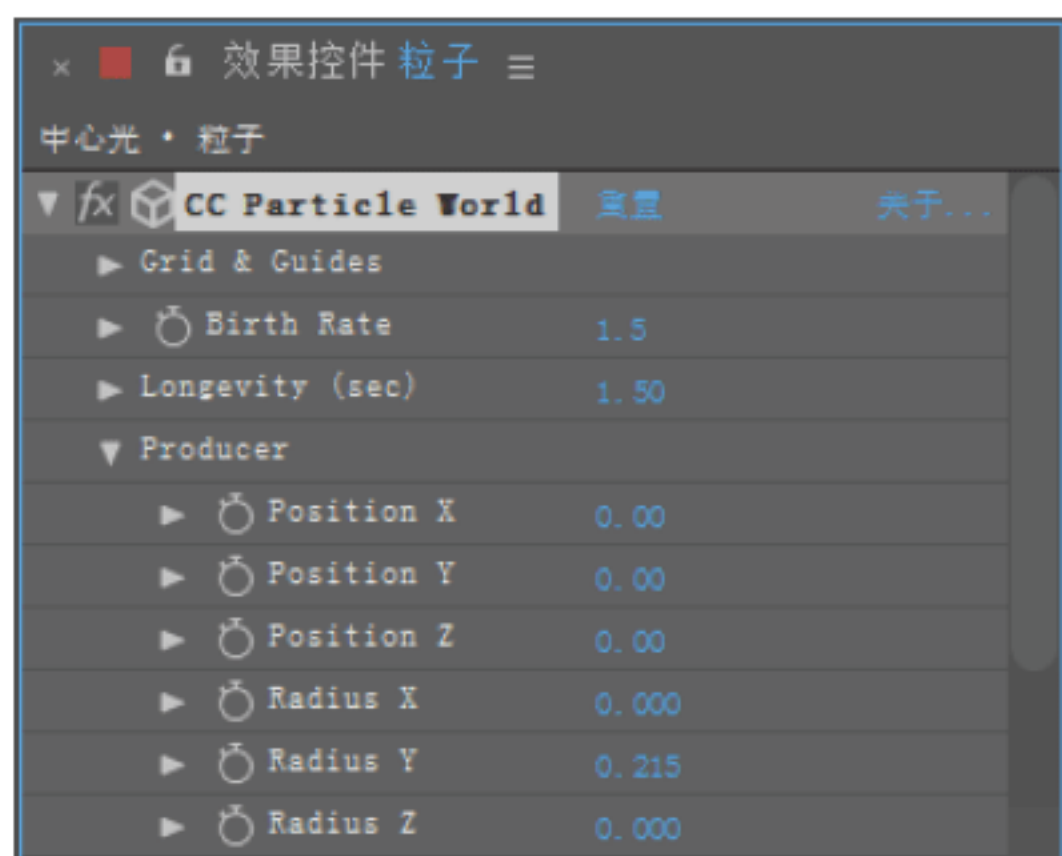 × 效果控件 粒子 ≡
中心光 • 粒子
fx CC Particle World 重置 关于...
Grid & Guides
Birth Rate 1.5
Longevity (sec) 1.50
Producer
Position X 0.00
Position Y 0.00
Position Z 0.00
Radius X 0.000
Radius Y 0.215
Radius Z 0.000